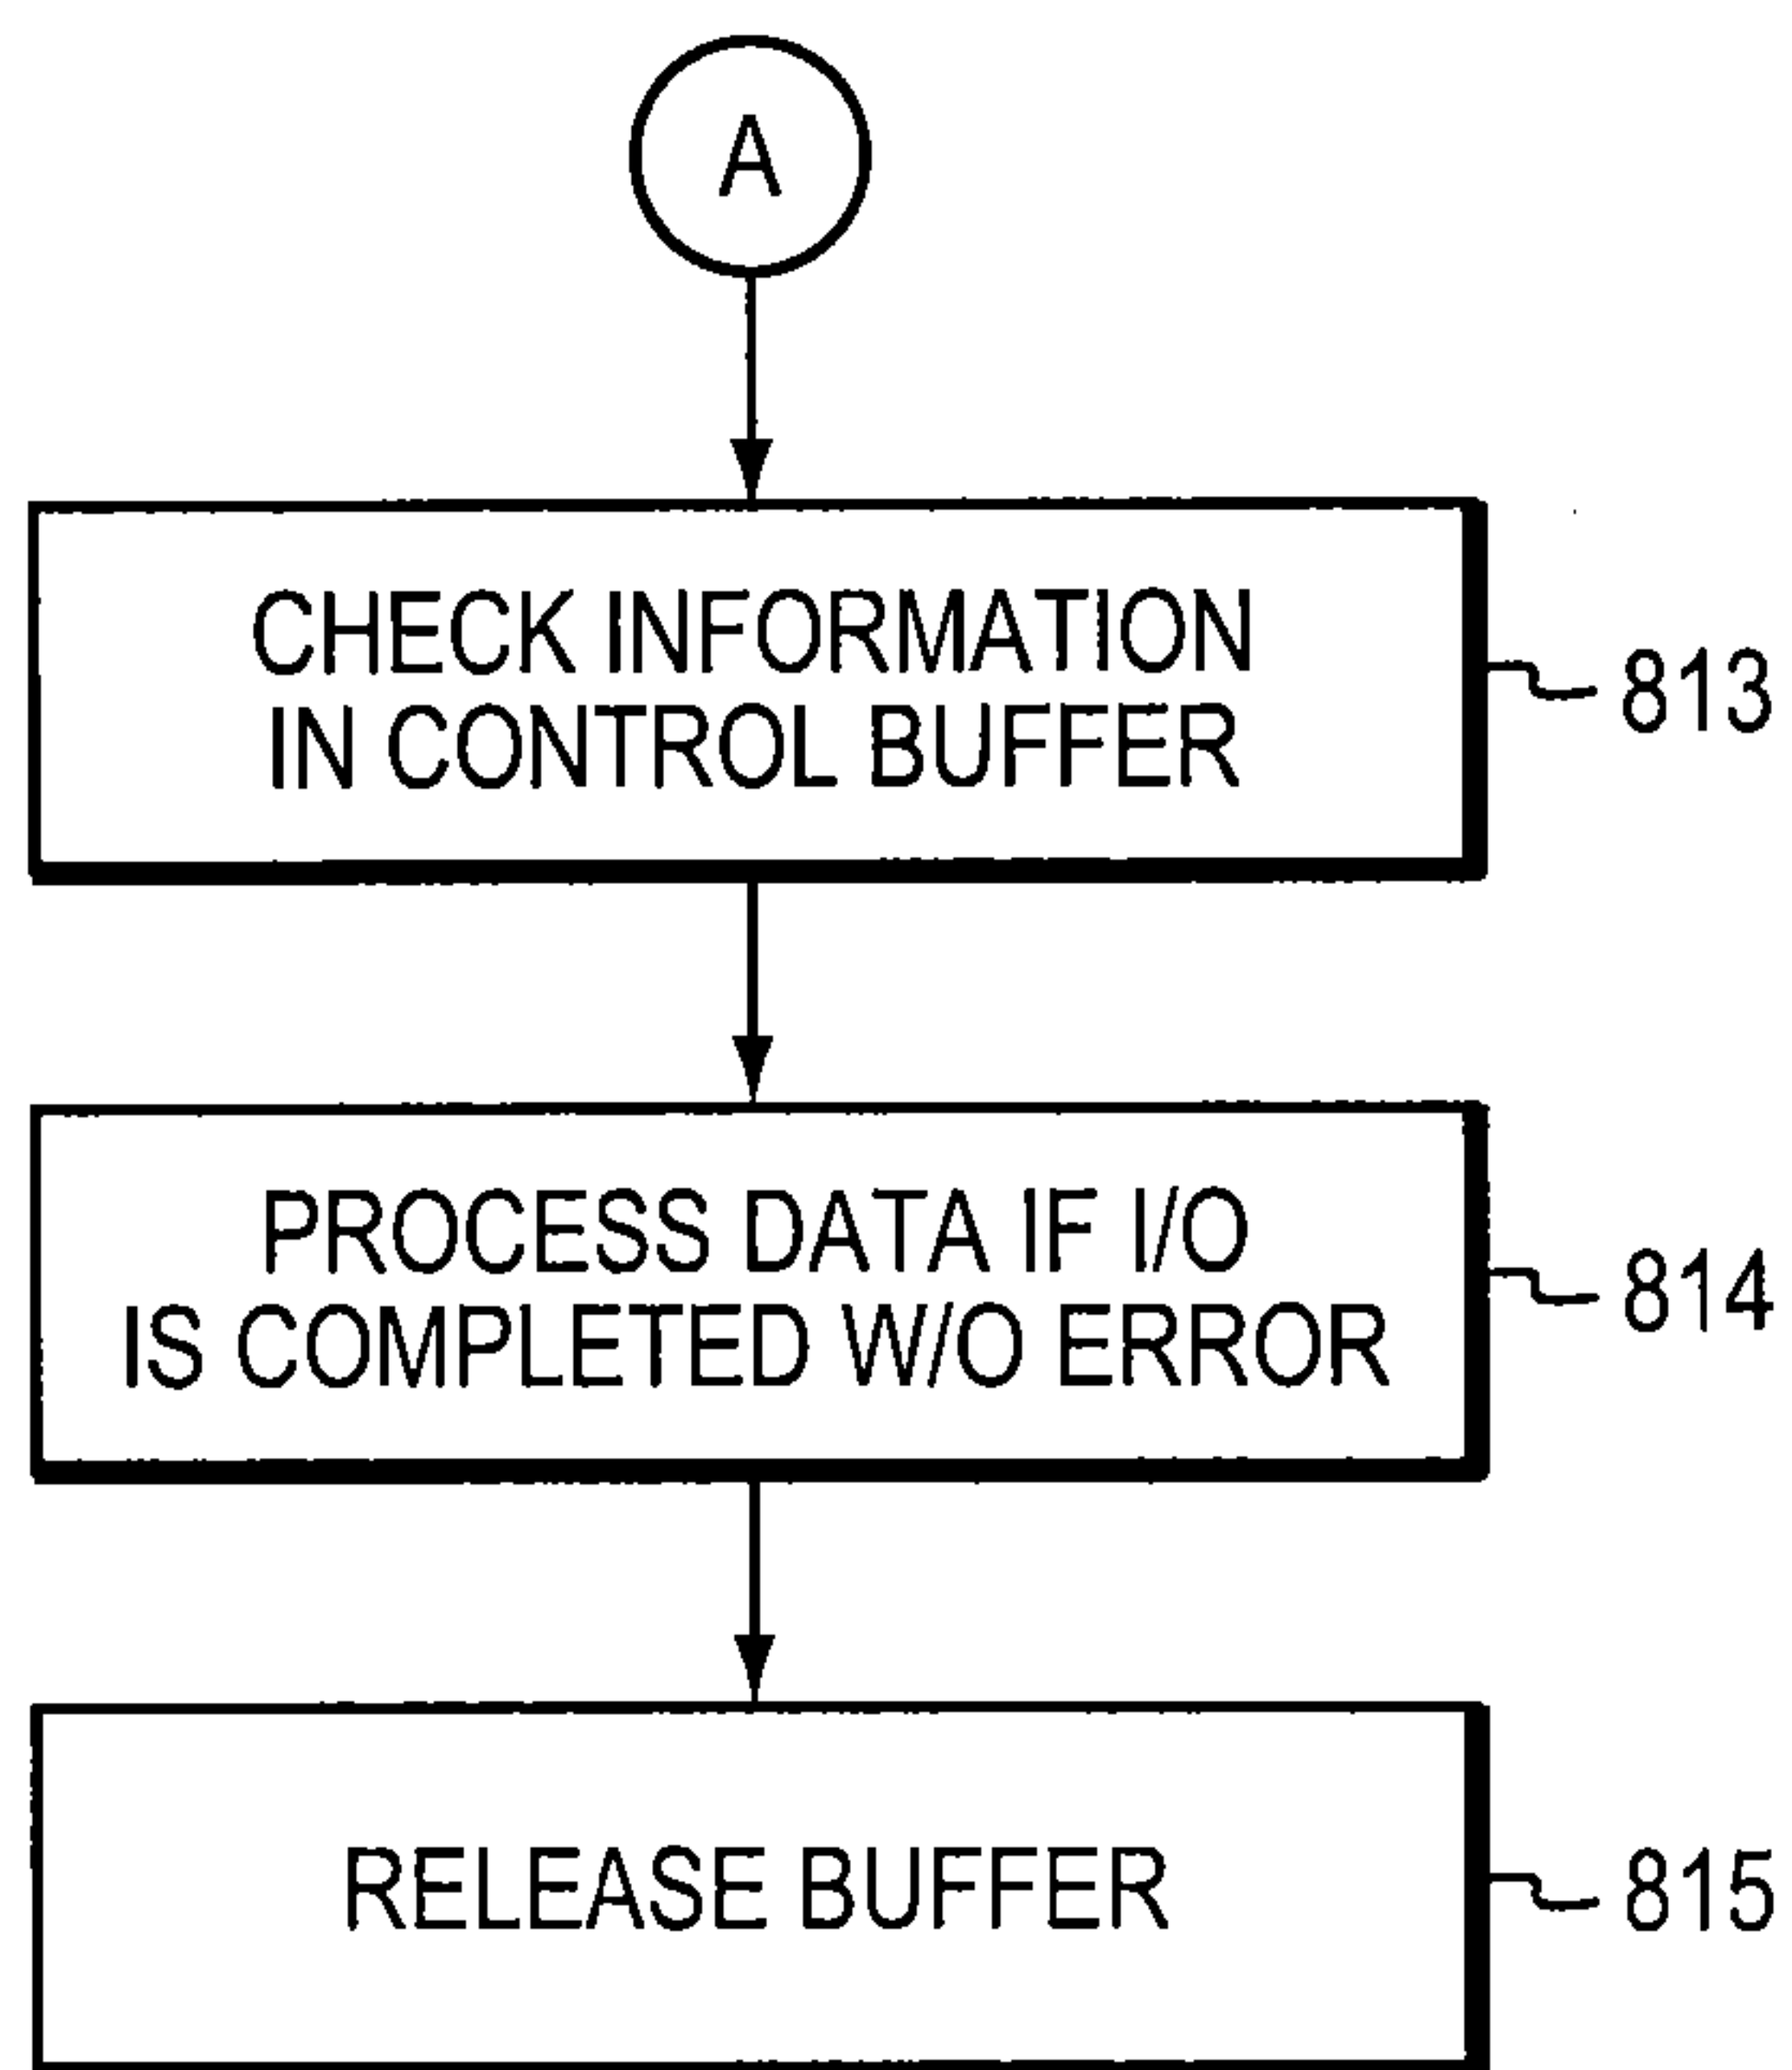 A
CHECK INFORMATION
IN CONTROL BUFFER
813
PROCESS DATA IF I/O
IS COMPLETED W/O ERROR
814
RELEASE BUFFER
815